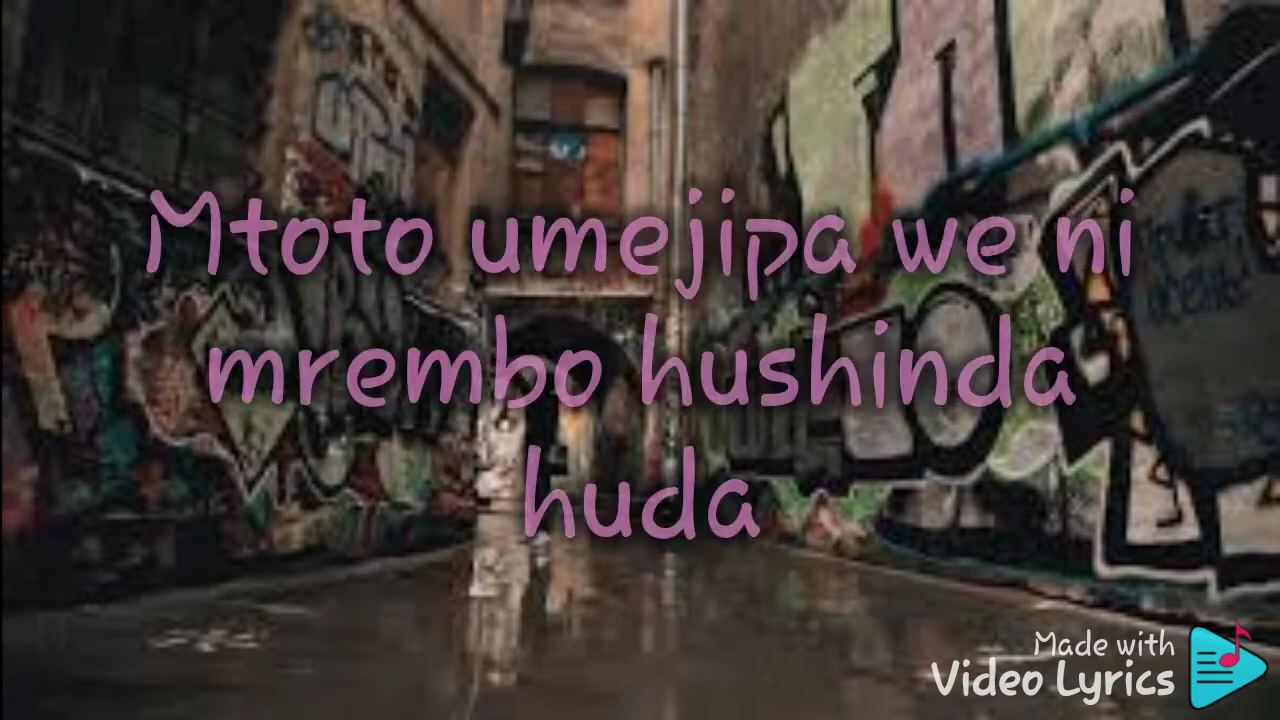 Mtoto umejipa we ni
mrembo hushinda
huda
Made with
Video Lyrics